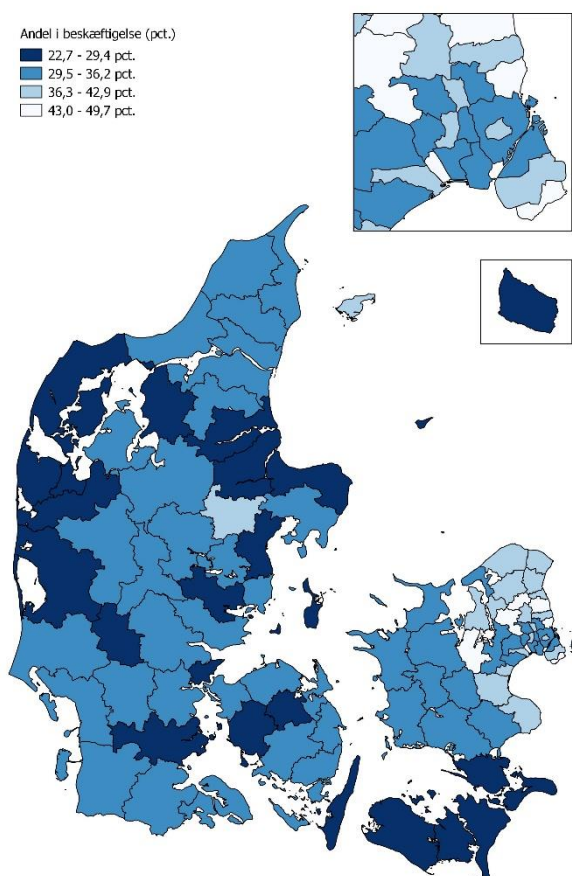 Andel i beskæftigelse (pct.)
22,7 - 29,4 pct.
29,5 - 36,2 pct.
36,3 - 42,9 pct.
43,0 - 49,7 pct.